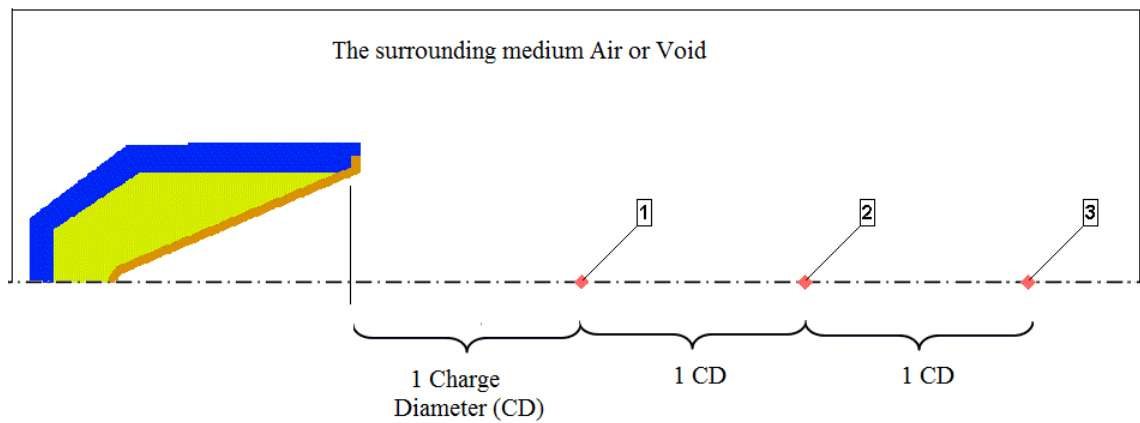 The surrounding medium Air or Void
1
2
3
1 Charge
Diameter (CD)
1 CD
1 CD